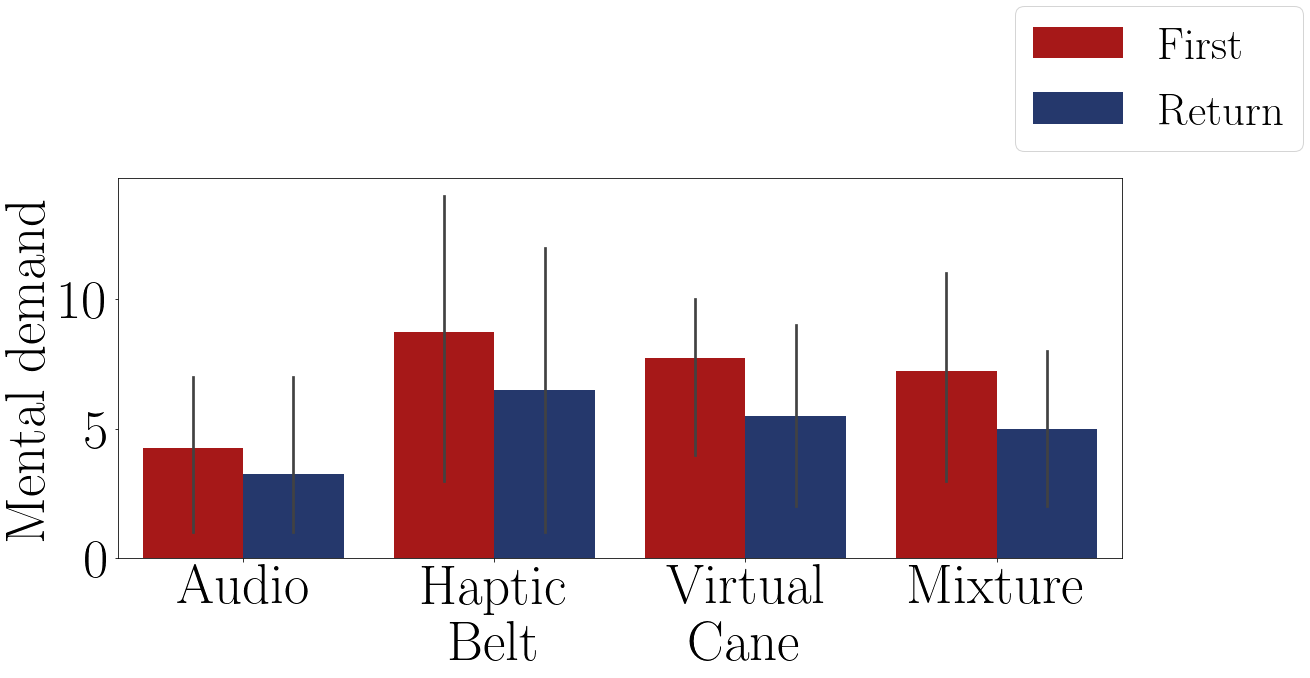 First
Return
Mental demand
10
5
0
Audio
Haptic
Belt
Virtual
Cane
Mixture